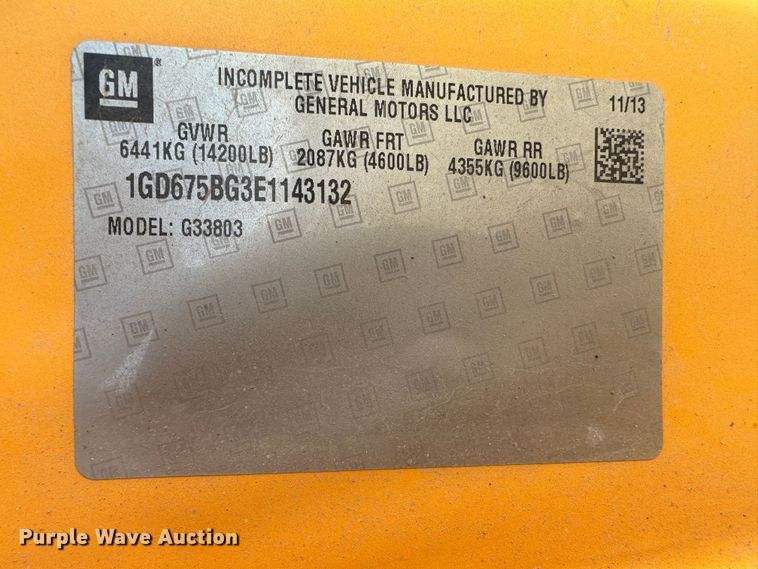 GM ®
INCOMPLETE VEHICLE MANUFACTURED BY
GENERAL MOTORS LLC
11/13
GVWR
6441KG (14200LB)
GAWR FRT
2087KG (4600LB)
GAWR RR
4355KG (9600LB)
1GD675BG3E1143132
MODEL: G33803
Purple Wave Auction